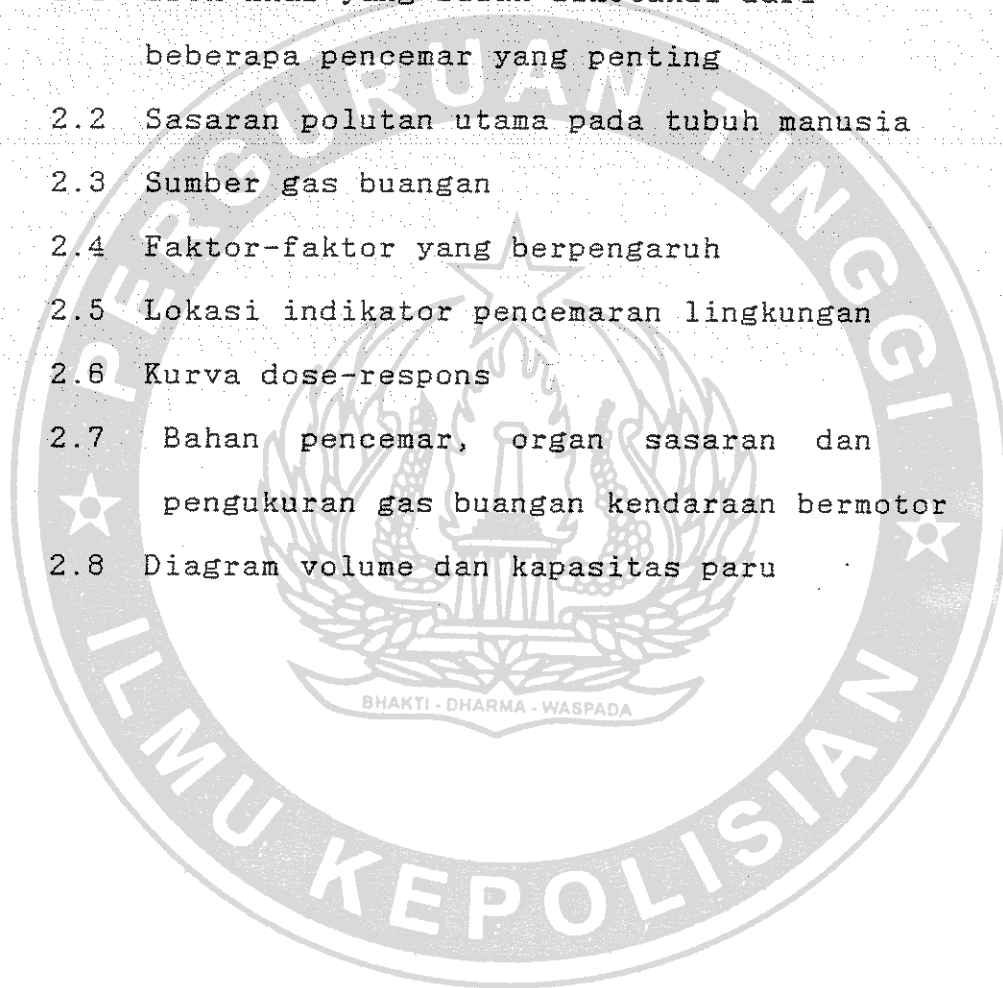 beberapa pencemar yang penting
2.2 Sasaran polutan utama pada tubuh manusia
2.3 Sumber gas buangan
2.4 Faktor-faktor yang berpengaruh
2.5 Lokasi indikator pencemaran lingkungan
2.6 Kurva dose-respons
2.7 Bahan pencemar, organ sasaran dan
pengukuran gas buangan kendaraan bermotor
2.8 Diagram volume dan kapasitas paru
PERGURUAN TINGGI
BHAKTI - DHARMA - WASPADA
ILMU KEPOLISIAN